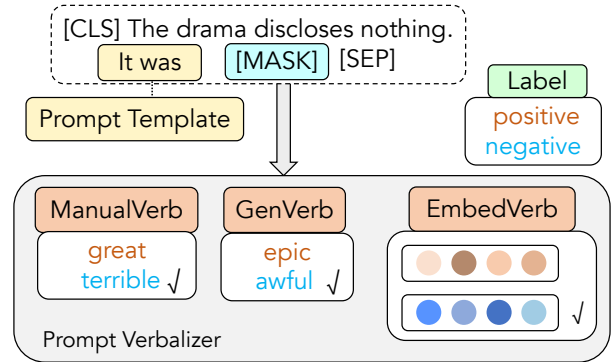 [CLS] The drama discloses nothing.
It was [MASK] [SEP]
Prompt Template
Label
positive
negative
ManualVerb
great
terrible √
GenVerb
epic
awful √
EmbedVerb
√
Prompt Verbalizer